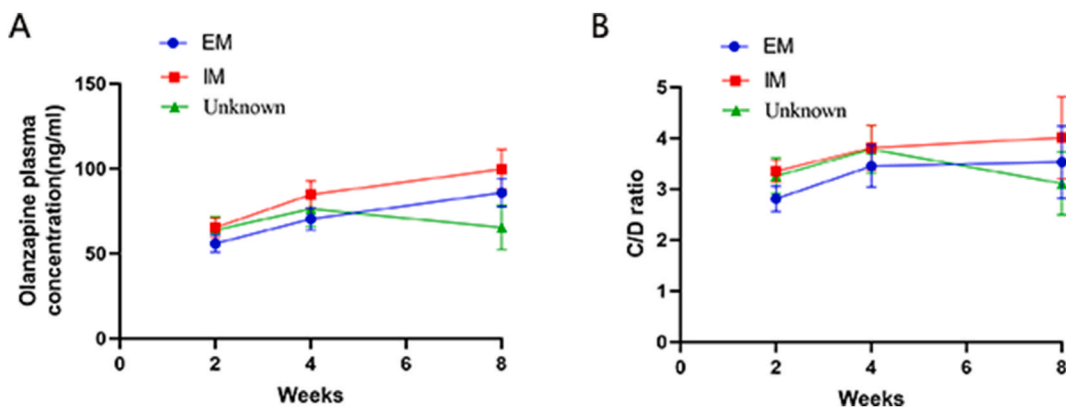 A
EM
IM
Unknown
Olanzapine plasma
concentration(ng/ml)
150
100
50
0
0 2 4 6 8
Weeks
B
EM
IM
Unknown
C/D ratio
5
4
3
2
1
0
0 2 4 6 8
Weeks